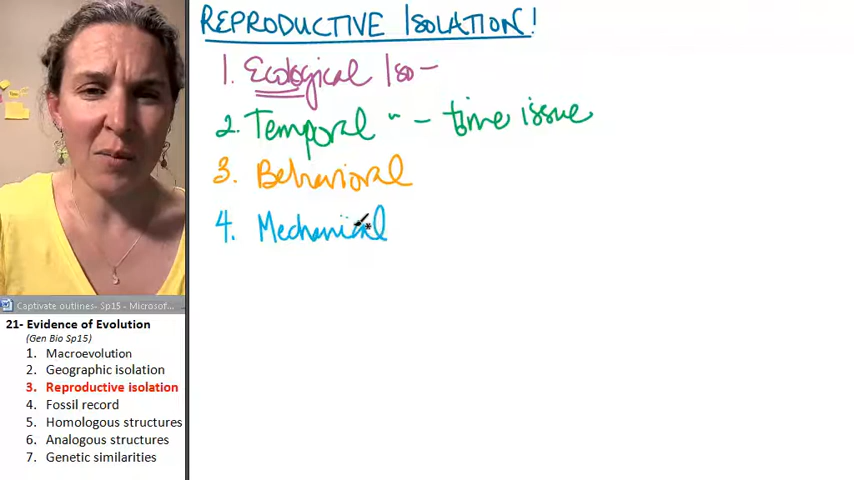 REPRODUCTIVE ISOLATION!
1. Ecological Iso-
2. Temporal " - time issue
3. Behavioral
4. Mechanical
Captivate outlines- Sp15 - Microsof...
21- Evidence of Evolution
(Gen Bio Sp15)
1. Macroevolution
2. Geographic isolation
3. Reproductive isolation
4. Fossil record
5. Homologous structures
6. Analogous structures
7. Genetic similarities